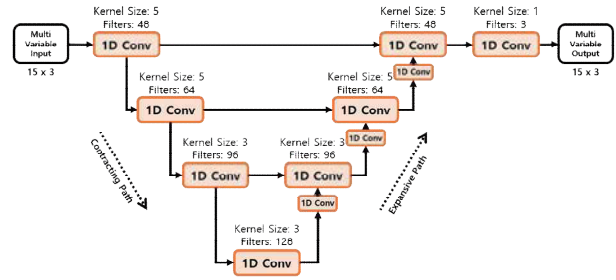 Kernel Size: 5
Filters: 48
Kernel Size: 5
Filters: 48
Kernel Size: 1
Filters: 3
Multi
Variable
Input
1D Conv
1D Conv
1D Conv
Multi
Variable
Output
15 x 3
15 x 3
1D Conv
Kernel Size: 5
Filters: 64
Kernel Size: 5
Filters: 64
1D Conv
1D Conv
1D Conv
Kernel Size: 3
Filters: 96
Kernel Size: 3
Filters: 96
1D Conv
1D Conv
1D Conv
Contracting Path
Expansive Path
Kernel Size: 3
Filters: 128
1D Conv